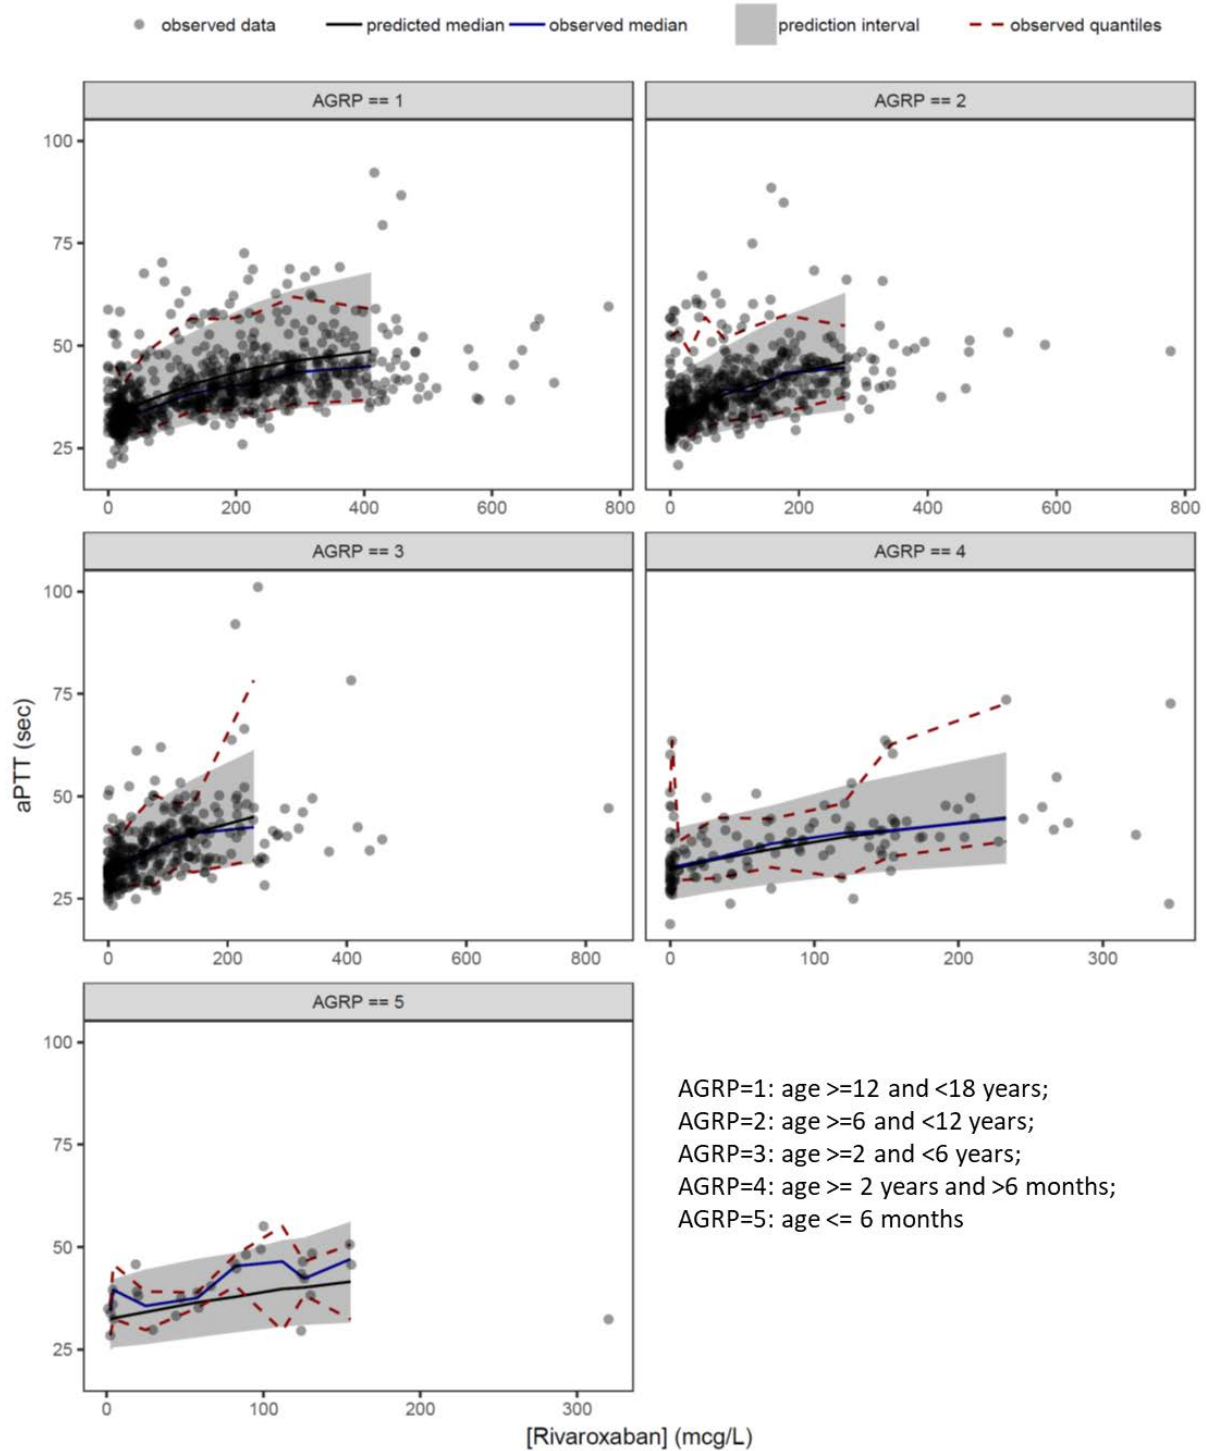 observed data predicted median observed median prediction interval observed quantiles
AGRP == 1 AGRP == 2
100
75
50
25
0 200 400 600 800 0 200 400 600 800
AGRP == 3 AGRP == 4
100
75
50
25
0 200 400 600 800 0 100 200 300
aPTT (sec)
AGRP == 5
100
75
50
25
0 100 200 300
[Rivaroxaban] (mcg/L)
AGRP=1: age >=12 and <18 years;
AGRP=2: age >=6 and <12 years;
AGRP=3: age >=2 and <6 years;
AGRP=4: age >= 2 years and >6 months;
AGRP=5: age <= 6 months